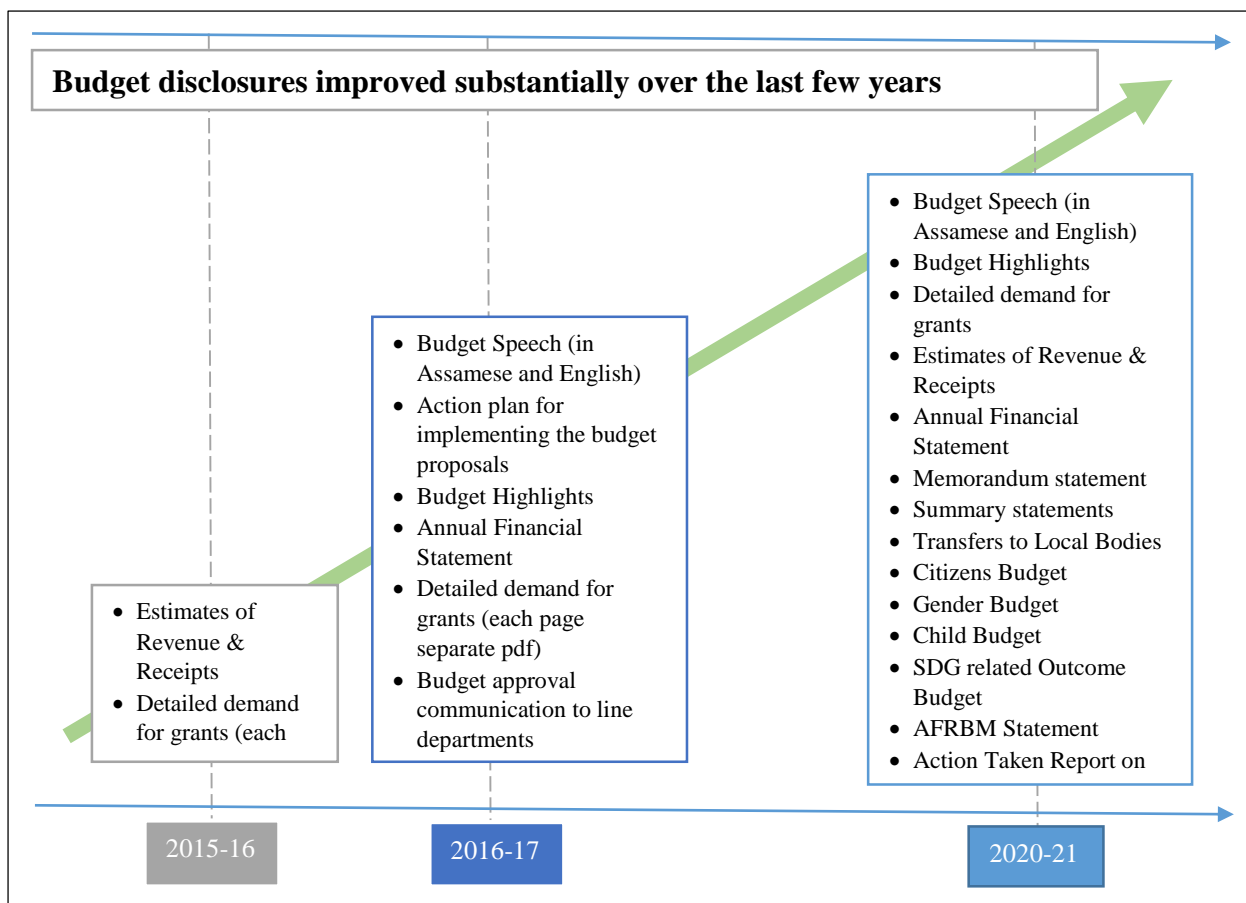 Budget disclosures improved substantially over the last few years
• Estimates of
Revenue &
Receipts
• Detailed demand
for grants (each
• Budget Speech (in
Assamese and English)
• Action plan for
implementing the budget
proposals
• Budget Highlights
• Annual Financial
Statement
• Detailed demand for
grants (each page
separate pdf)
• Budget approval
communication to line
departments
• Budget Speech (in
Assamese and English)
• Budget Highlights
• Detailed demand for
grants
• Estimates of Revenue &
Receipts
• Annual Financial
Statement
• Memorandum statement
• Summary statements
• Transfers to Local Bodies
• Citizens Budget
• Gender Budget
• Child Budget
• SDG related Outcome
Budget
• AFRBM Statement
• Action Taken Report on
2015-16
2016-17
2020-21